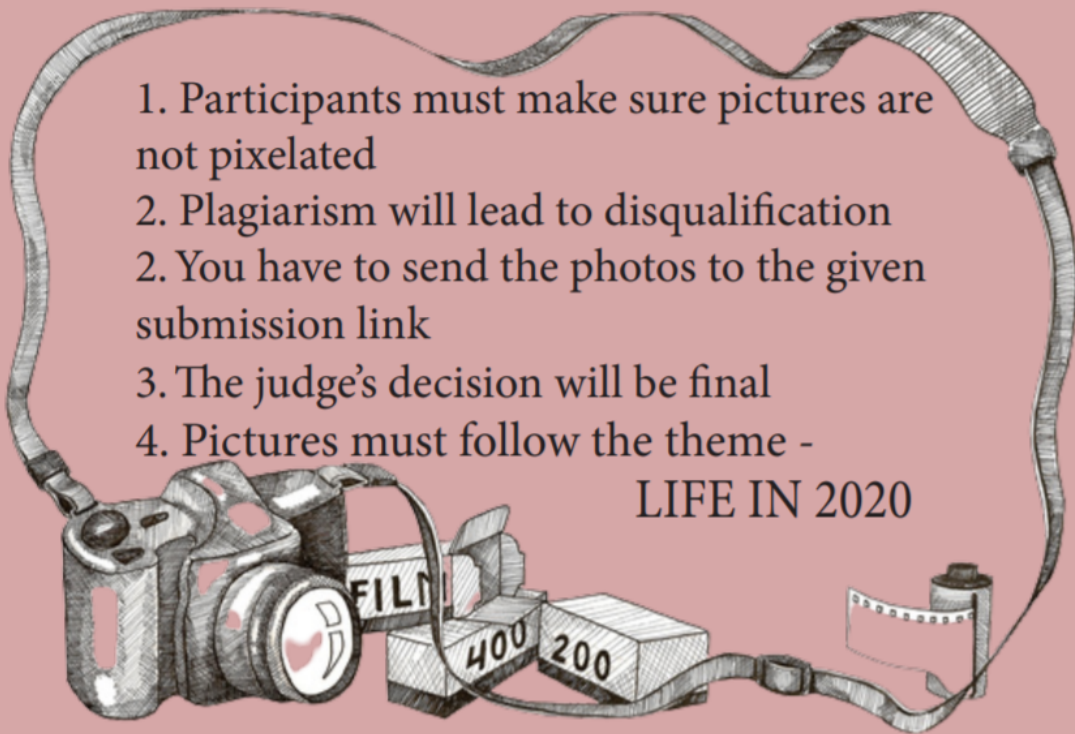 1. Participants must make sure pictures are
not pixelated
2. Plagiarism will lead to disqualification
2. You have to send the photos to the given
submission link
3. The judge’s decision will be final
4. Pictures must follow the theme -
LIFE IN 2020
FILM
400
200